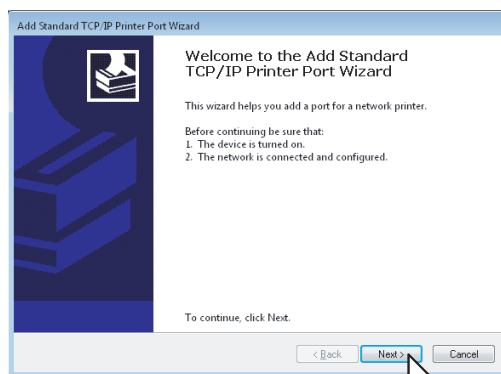 Add Standard TCP/IP Printer Port Wizard
Welcome to the Add Standard
TCP/IP Printer Port Wizard
This wizard helps you add a port for a network printer.
Before continuing be sure that:
1. The device is turned on.
2. The network is connected and configured.
To continue, click Next.
< Back Next > Cancel